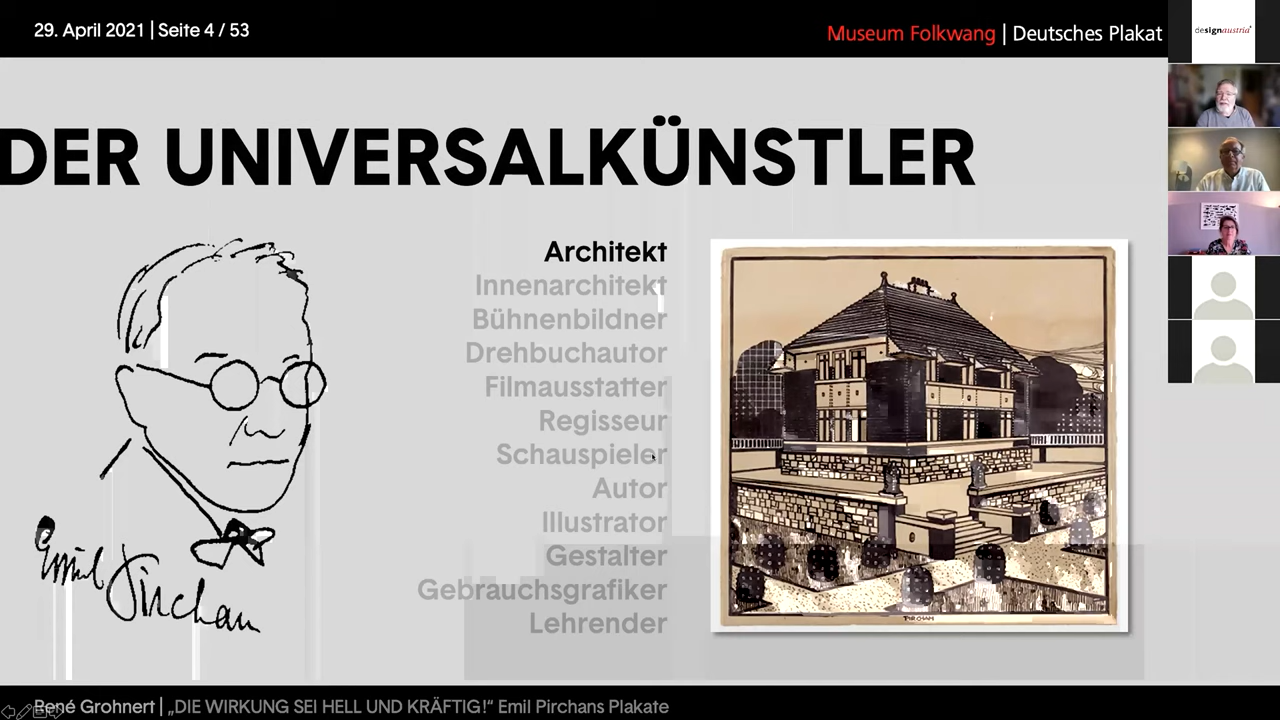 29. April 2021 | Seite 4 / 53
Museum Folkwang | Deutsches Plakat
designaustria
DER UNIVERSALKÜNSTLER
Architekt
Innenarchitekt
Bühnenbildner
Drehbuchautor
Filmausstatter
Regisseur
Schauspieler
Autor
Illustrator
Gestalter
Gebrauchsgrafiker
Lehrender
Emil Pirchan
PIRCHAN
René Grohnert | „DIE WIRKUNG SEI HELL UND KRÄFTIG!“ Emil Pirchans Plakate